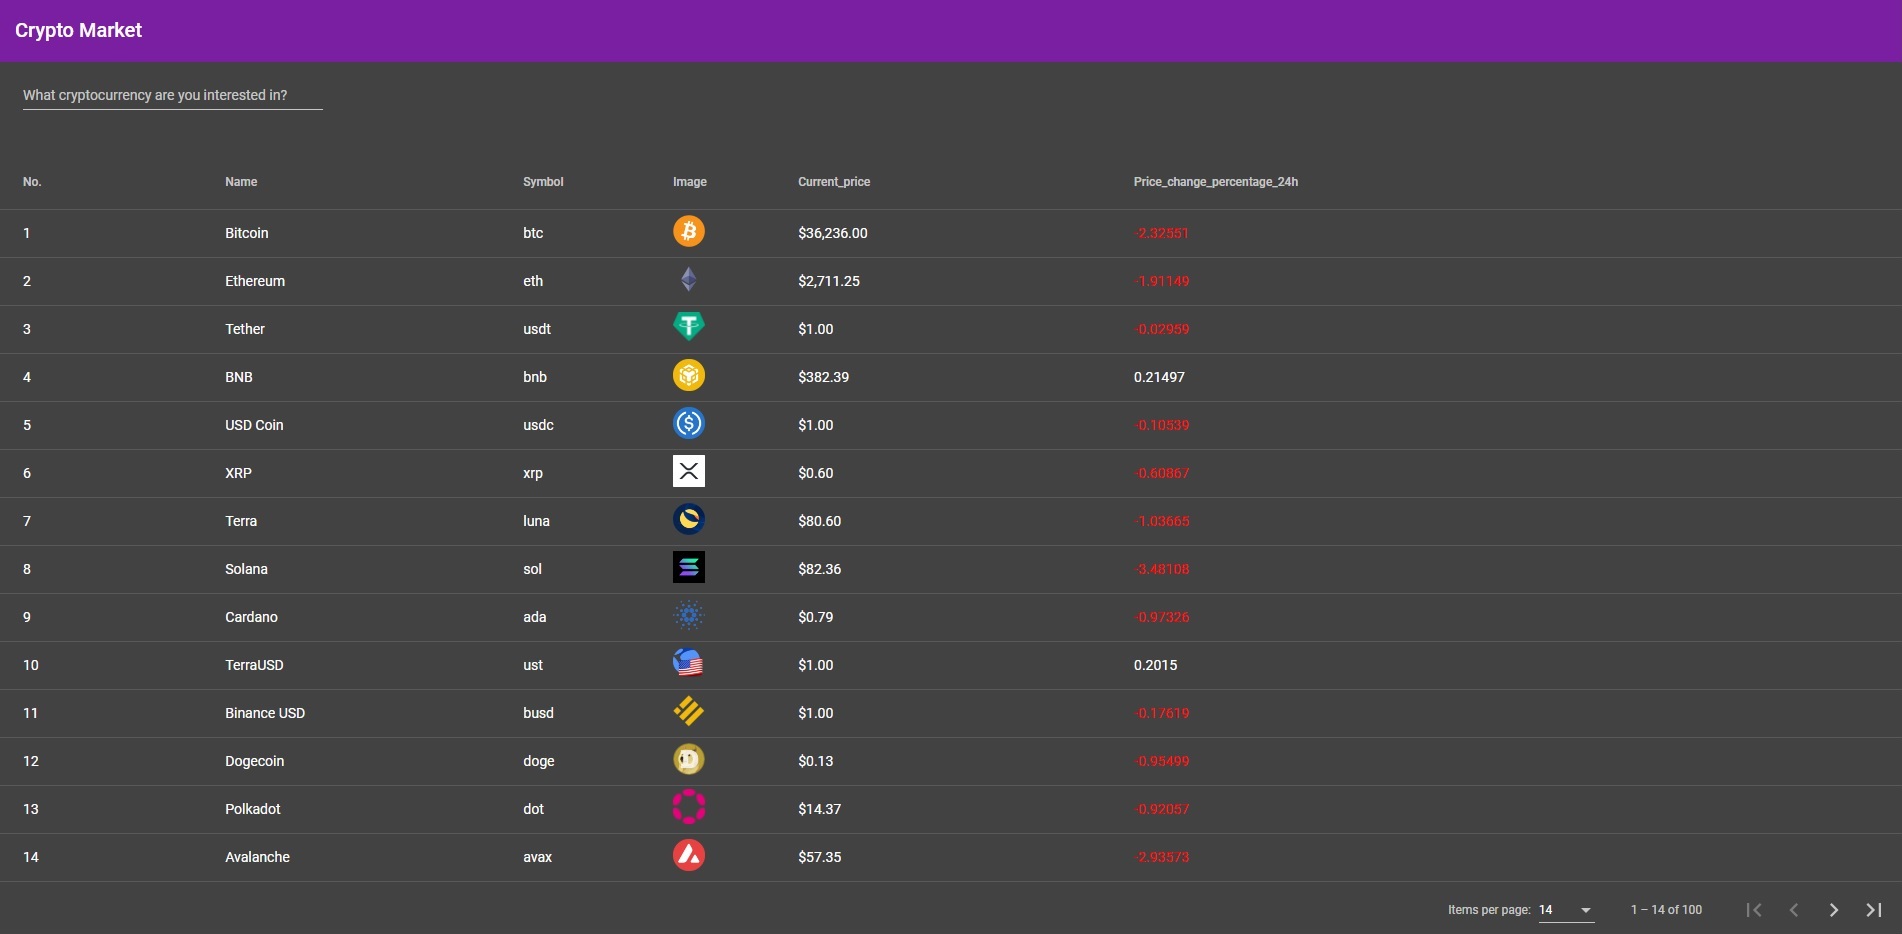 Crypto Market
What cryptocurrency are you interested in?
No. Name Symbol Image Current_price Price_change_percentage_24h
1 Bitcoin btc $36,236.00 -2.32551
2 Ethereum eth $2,711.25 -1.91149
3 Tether usdt $1.00 -0.02959
4 BNB bnb $382.39 0.21497
5 USD Coin usdc $1.00 -0.10539
6 XRP xrp $0.60 -0.60867
7 Terra luna $80.60 -1.03665
8 Solana sol $82.36 -3.48108
9 Cardano ada $0.79 -0.97326
10 TerraUSD ust $1.00 0.2015
11 Binance USD busd $1.00 -0.17619
12 Dogecoin doge $0.13 -0.95499
13 Polkadot dot $14.37 -0.92057
14 Avalanche avax $57.35 -2.93573
Items per page: 14 1 – 14 of 100